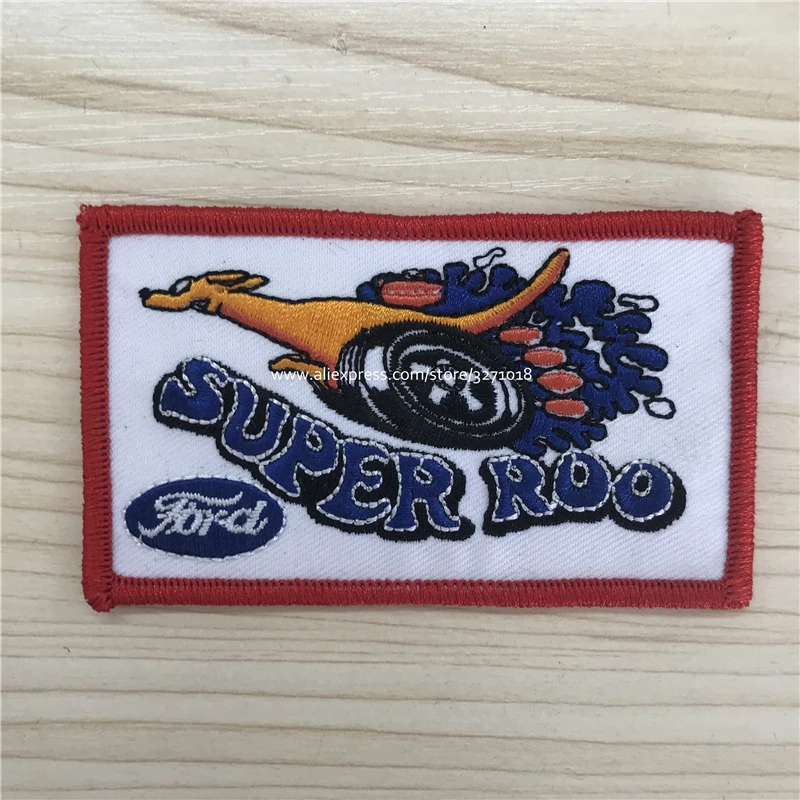 www.aliexpress.com/store/3271018
SUPER ROO
Ford